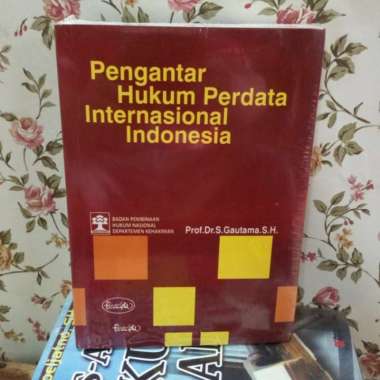 Pengantar
Hukum Perdata
Internasional
Indonesia
BADAN PEMBINAAN
HUKUM NASIONAL
DEPARTEMEN KEHAKIMAN
Prof.Dr.S.Gautama.S.H.